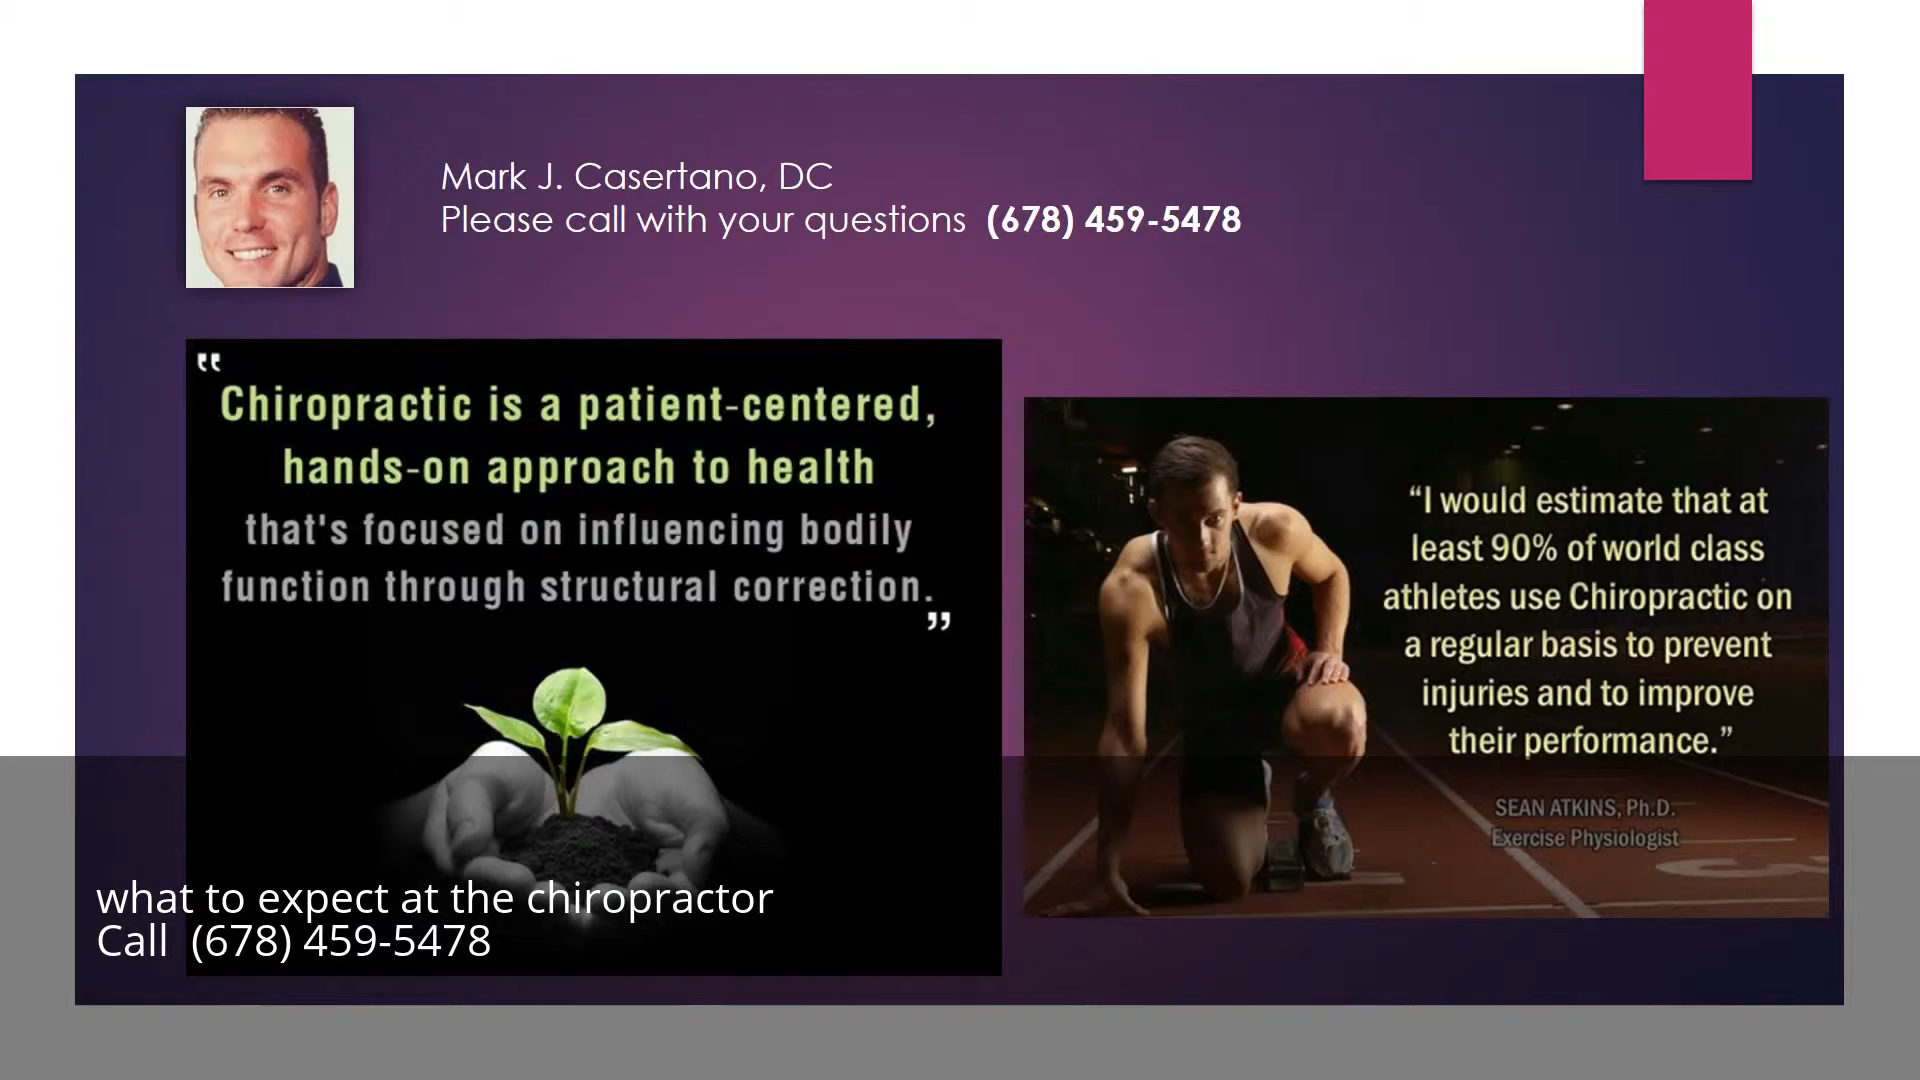 Mark J. Casertano, DC
Please call with your questions (678) 459-5478
"
Chiropractic is a patient-centered,
hands-on approach to health
that's focused on influencing bodily
function through structural correction.
"
“I would estimate that at
least 90% of world class
athletes use Chiropractic on
a regular basis to prevent
injuries and to improve
their performance.”
SEAN ATKINS, Ph.D.
Exercise Physiologist
what to expect at the chiropractor
Call (678) 459-5478